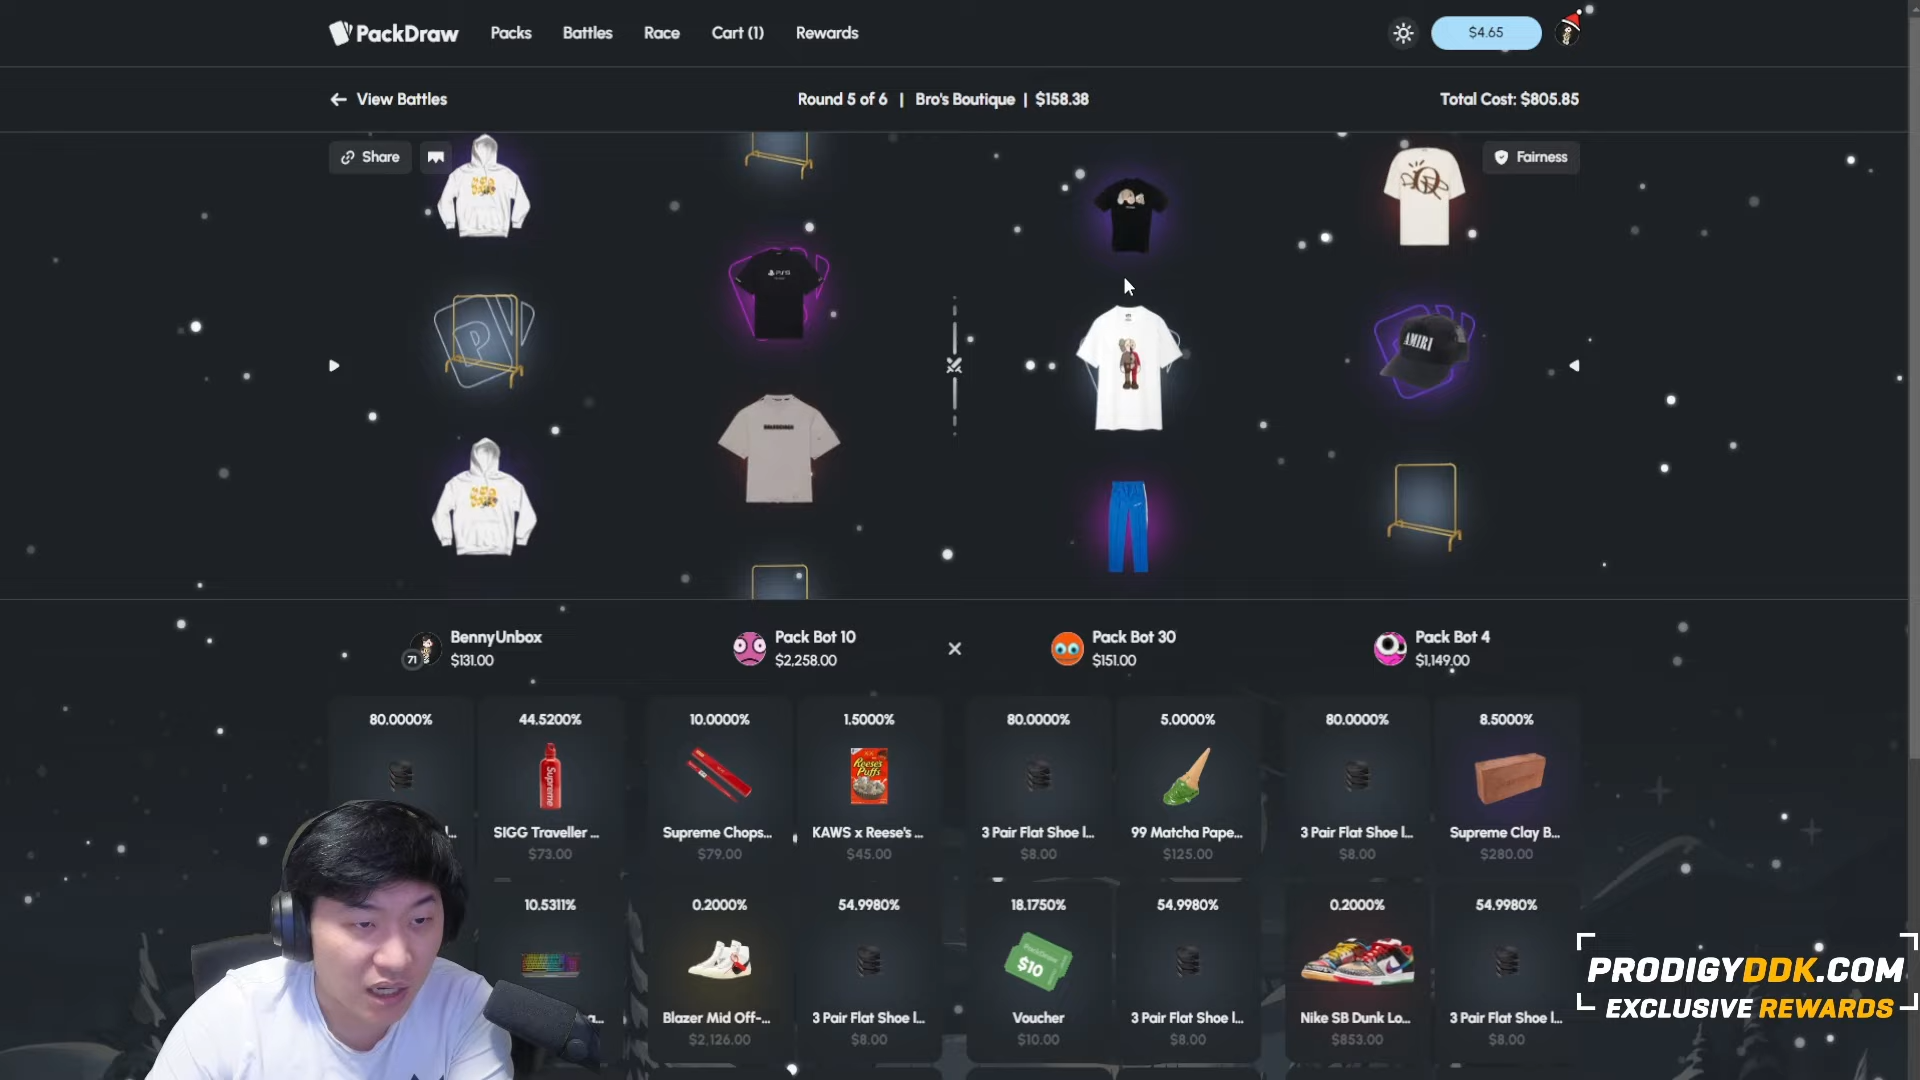 PackDraw
Packs
Battles
Race
Cart (1)
Rewards
$4.65
View Battles
Round 5 of 6 | Bro's Boutique | $158.38
Total Cost: $805.85
Share
Fairness
AMIRI
BennyUnbox
71
$131.00
Pack Bot 10
$2,258.00
Pack Bot 30
$151.00
Pack Bot 4
$1,149.00
80.0000%
44.5200%
10.0000%
1.5000%
80.0000%
5.0000%
80.0000%
8.5000%
Supreme
Reese's Puffs
SIGG Traveller ...
Supreme Chops...
KAWS x Reese's ...
3 Pair Flat Shoe l...
99 Matcha Pape...
3 Pair Flat Shoe l...
Supreme Clay B...
$73.00
$79.00
$45.00
$8.00
$125.00
$8.00
$280.00
10.5311%
0.2000%
54.9980%
18.1750%
54.9980%
0.2000%
54.9980%
$10
Blazer Mid Off-...
3 Pair Flat Shoe l...
Voucher
3 Pair Flat Shoe l...
Nike SB Dunk Lo...
3 Pair Flat Shoe l...
$2,126.00
$8.00
$10.00
$8.00
$853.00
$8.00
PRODIGYDDK.COM
EXCLUSIVE REWARDS